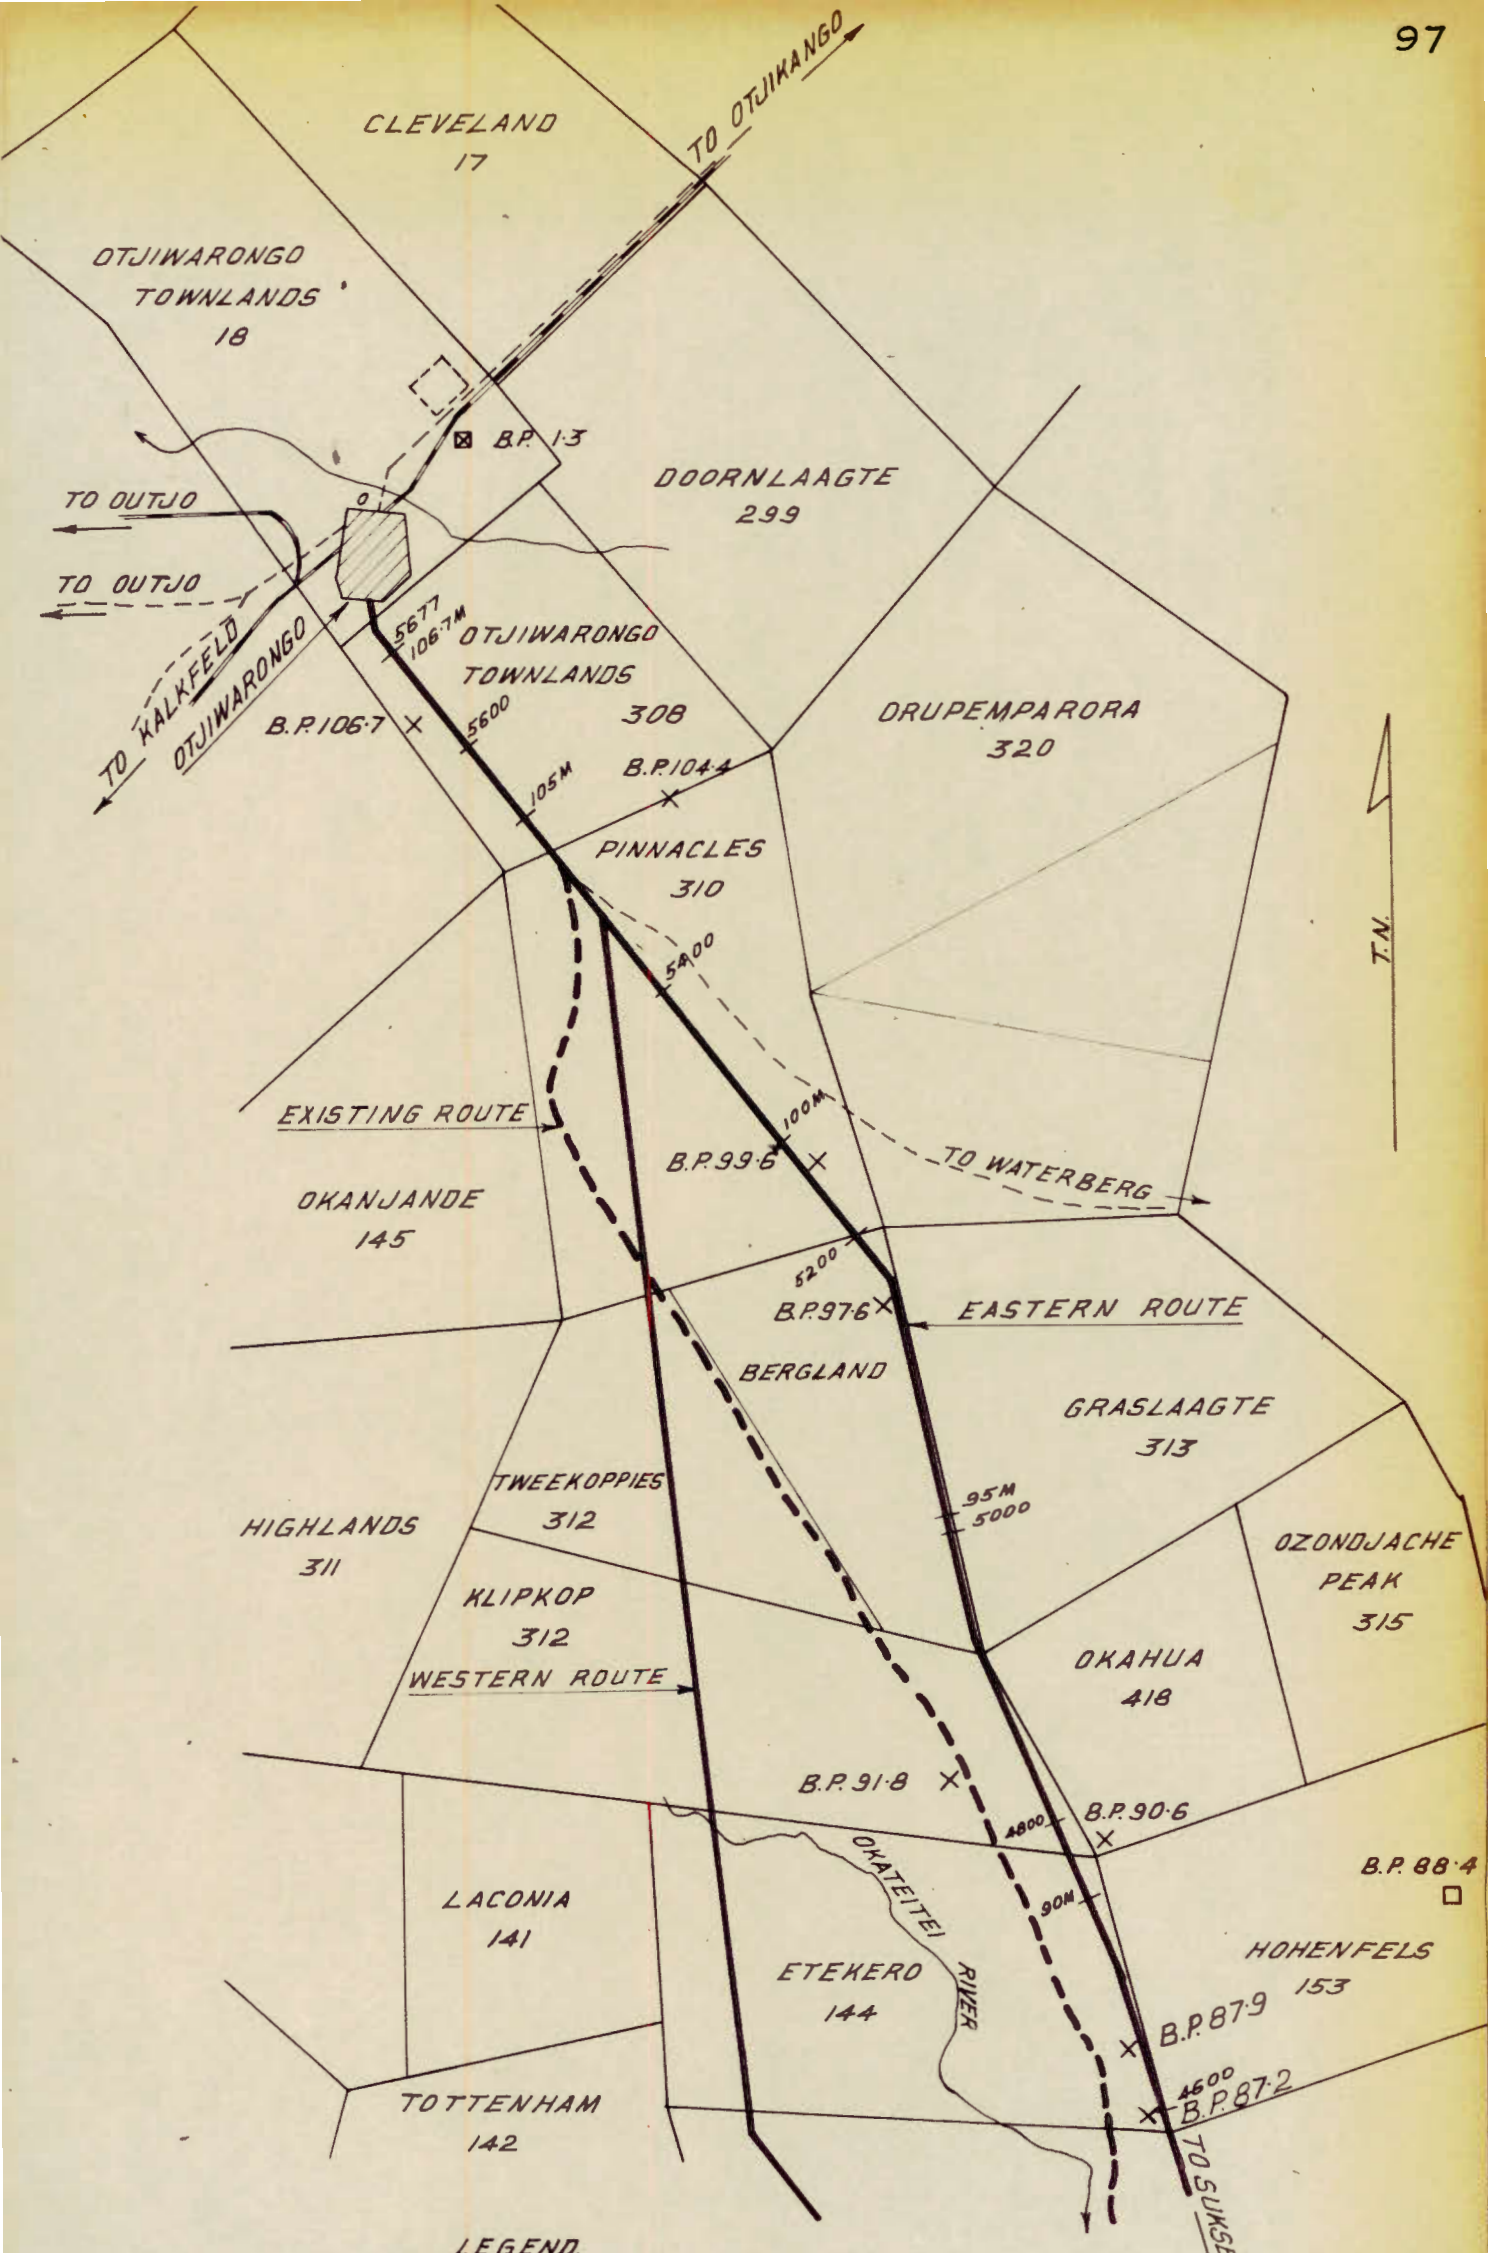 97
TO OTJIKANGO
CLEVELAND
17
OTJIWARONGO
TOWNLANDS
18
B.P. 1·3
DOORNLAAGTE
299
TO OUTJO
TO OUTJO
TO KALKFELD
OTJIWARONGO
5677
106·7M
OTJIWARONGO
TOWNLANDS
308
B.P.106·7
5600
105M
B.P.104·4
DRUPEMPARORA
320
PINNACLES
310
5400
T.N.
EXISTING ROUTE
100M
B.P.99·6
TO WATERBERG
OKANJANDE
145
5200
B.P.97·6
EASTERN ROUTE
BERGLAND
GRASLAAGTE
313
TWEEKOPPIES
312
95M
5000
HIGHLANDS
311
OZONDJACHE
PEAK
315
KLIPKOP
312
WESTERN ROUTE
OKAHUA
418
B.P.91·8
4800
B.P.90·6
OKATEITEI
RIVER
B.P. 88·4
90M
LACONIA
141
ETEKERO
144
HOHENFELS
153
B.P.87·9
4600
B.P.87·2
TOTTENHAM
142
TO SUKSE
LEGEND